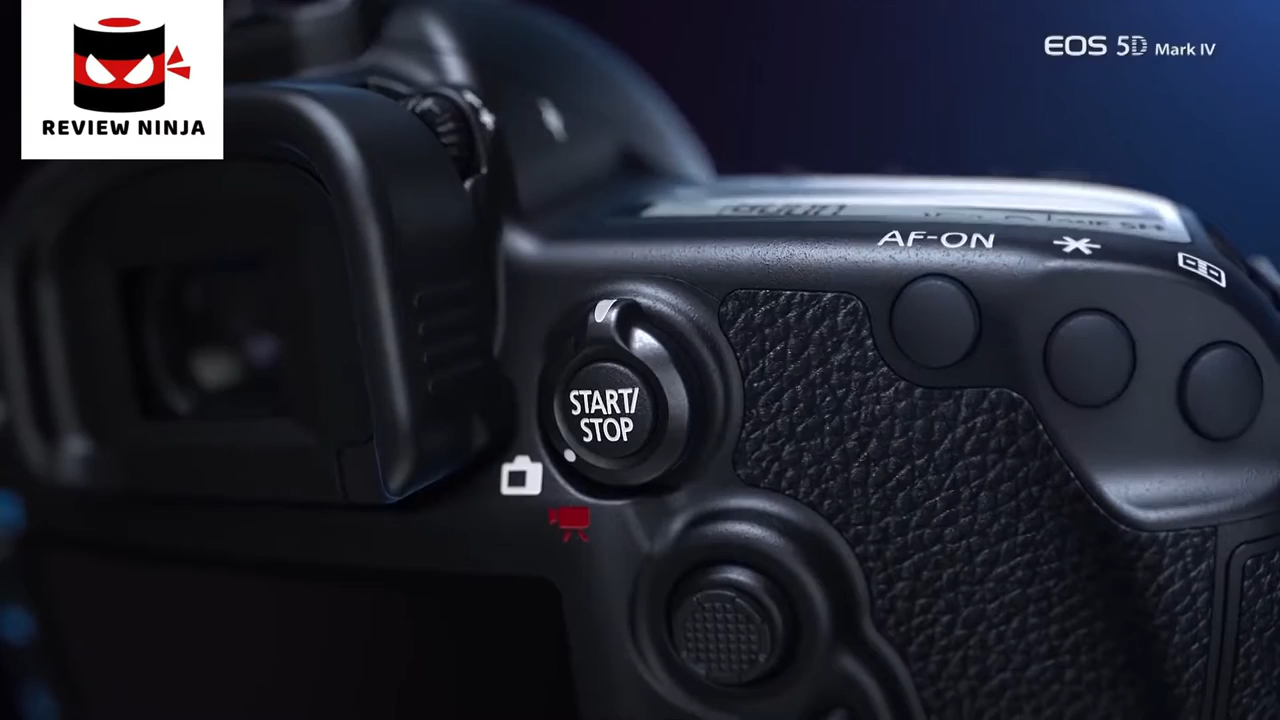 REVIEW NINJA
EOS 5D Mark IV
AF-ON
START/
STOP